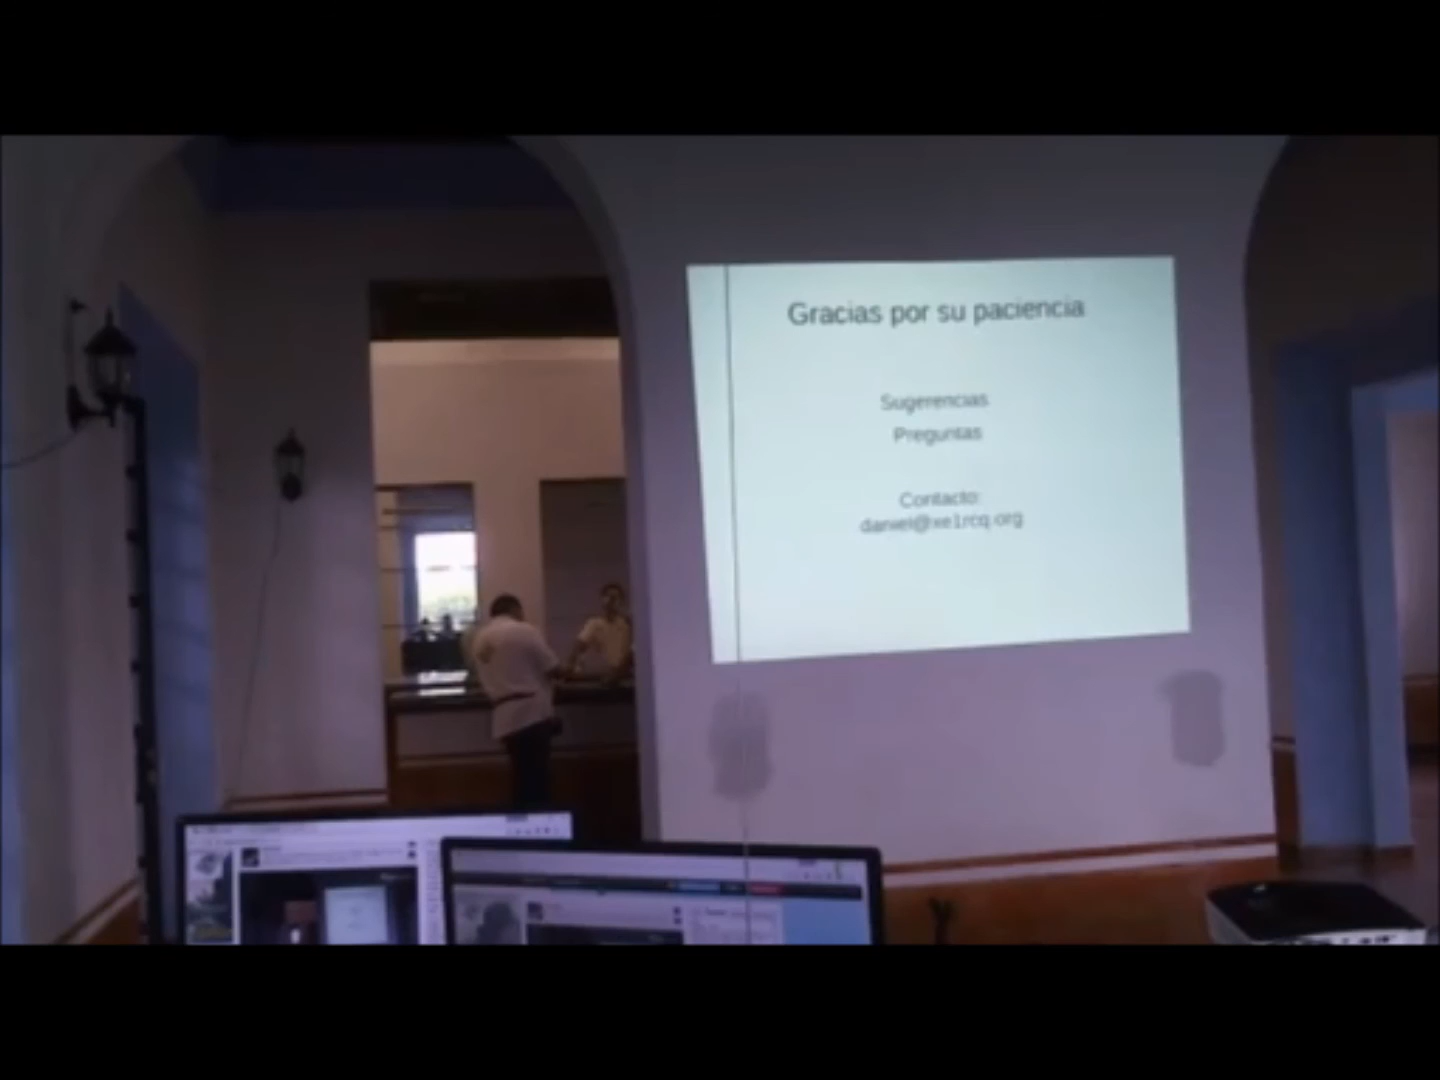 Gracias por su paciencia
Sugerencias
Preguntas
Contacto:
daniel@xe1rcq.org